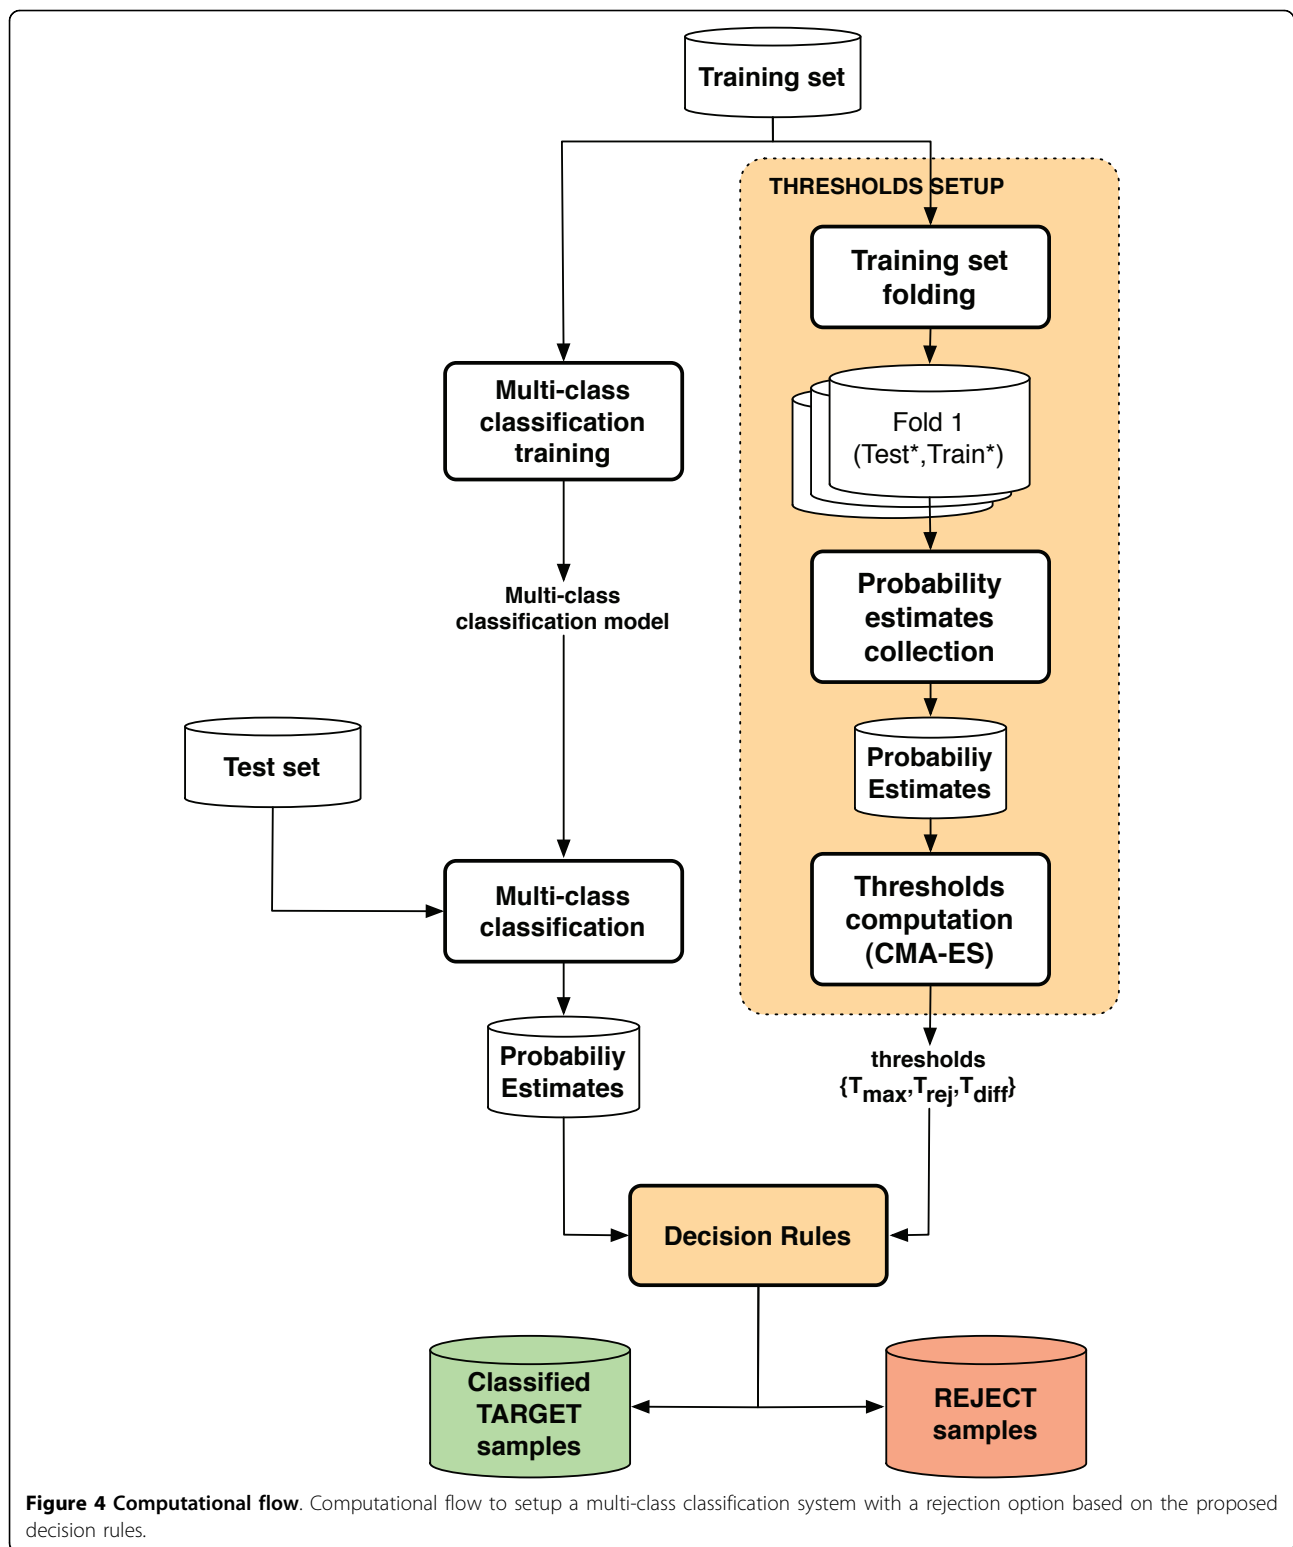 Training set
THRESHOLDS SETUP
Training set
folding
Fold 1
(Test*,Train*)
Multi-class
classification
training
Probability
estimates
collection
Multi-class
classification model
Probabiliy
Estimates
Test set
Thresholds
computation
(CMA-ES)
Multi-class
classification
Probabiliy
Estimates
thresholds
{Tmax,Trej,Tdiff}
Decision Rules
Classified
TARGET
samples
REJECT
samples
Figure 4 Computational flow. Computational flow to setup a multi-class classification system with a rejection option based on the proposed
decision rules.